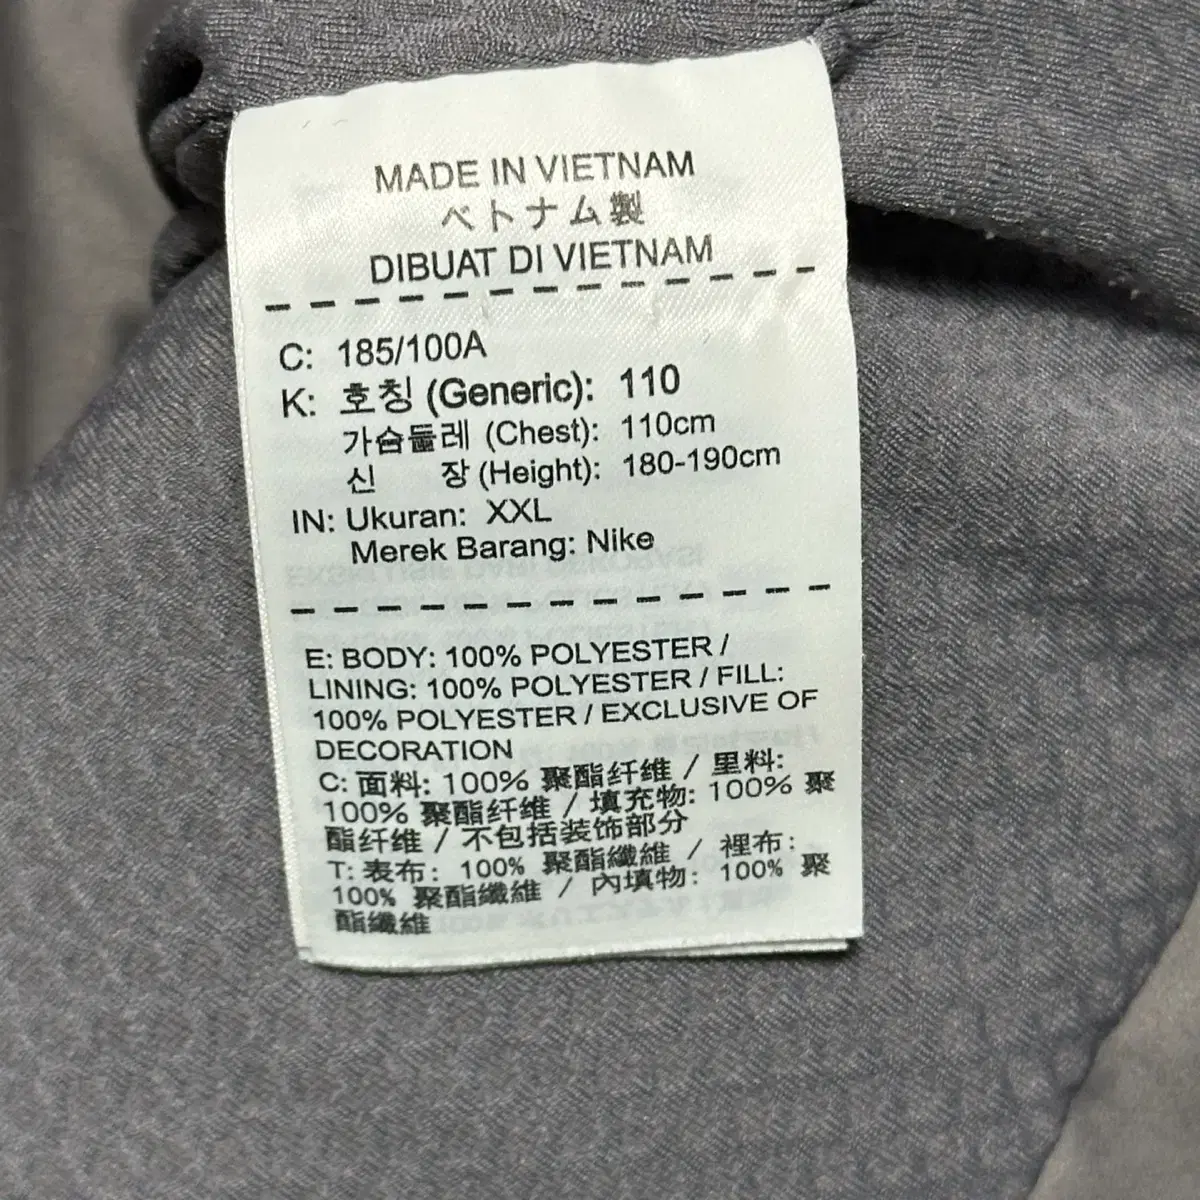 MADE IN VIETNAM
ベトナム製
DIBUAT DI VIETNAM
C: 185/100A
K: 호칭 (Generic): 110
가슴둘레 (Chest): 110cm
신 장 (Height): 180-190cm
IN: Ukuran: XXL
Merek Barang: Nike
E: BODY: 100% POLYESTER /
LINING: 100% POLYESTER / FILL:
100% POLYESTER / EXCLUSIVE OF
DECORATION
C: 面料: 100% 聚酯纤维 / 里料:
100% 聚酯纤维 / 填充物: 100% 聚
酯纤维 / 不包括装饰部分
T: 表布: 100% 聚酯纖維 / 裡布:
100% 聚酯纖維 / 內填物: 100% 聚
酯纖維